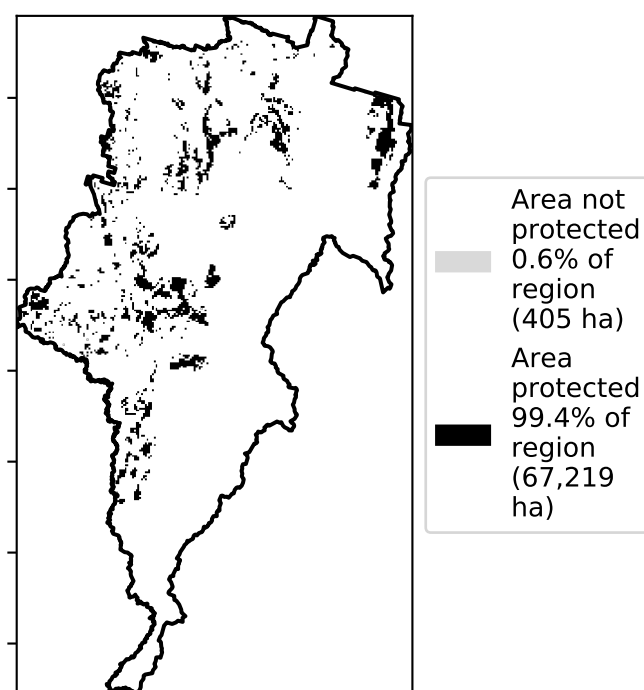 Area not
protected
0.6% of
region
(405 ha)
Area
protected
99.4% of
region
(67,219
ha)